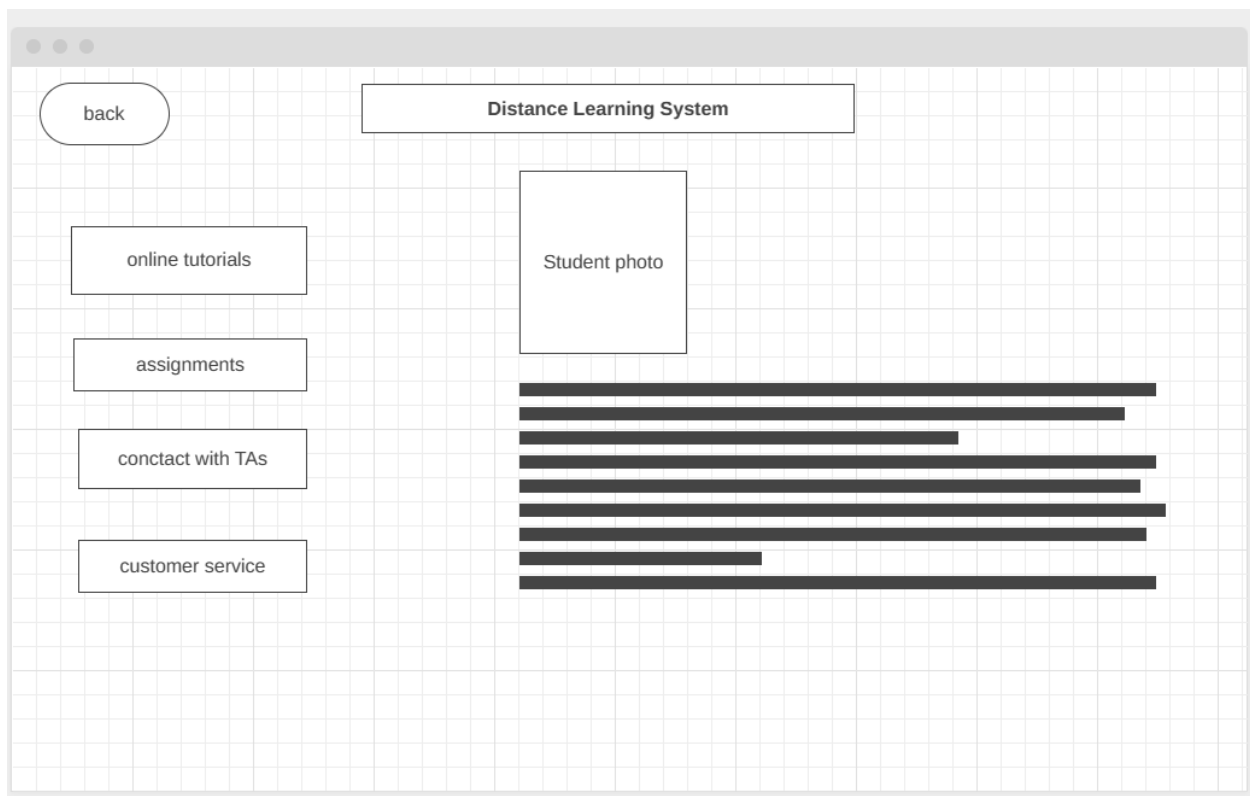 back
Distance Learning System
Student photo
online tutorials
assignments
conctact with TAs
customer service